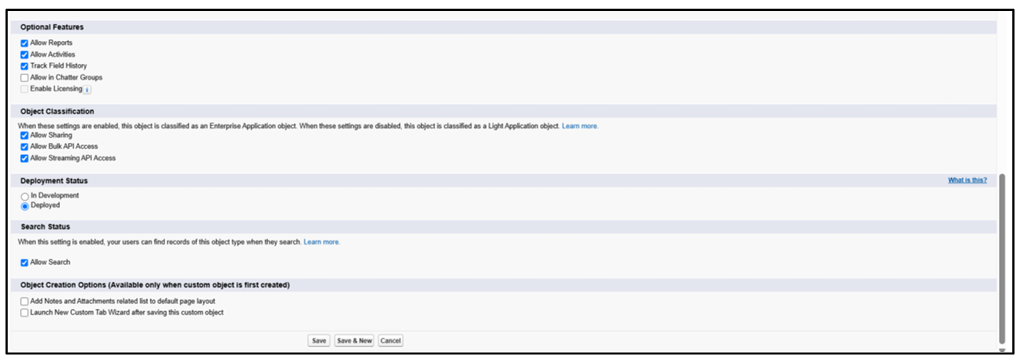 Optional Features
Allow Reports
Allow Activities
Track Field History
Allow in Chatter Groups
Enable Licensing i
Object Classification
When these settings are enabled, this object is classified as an Enterprise Application object. When these settings are disabled, this object is classified as a Light Application object. Learn more.
Allow Sharing
Allow Bulk API Access
Allow Streaming API Access
Deployment Status What is this?
In Development
Deployed
Search Status
When this setting is enabled, your users can find records of this object type when they search. Learn more.
Allow Search
Object Creation Options (Available only when custom object is first created)
Add Notes and Attachments related list to default page layout
Launch New Custom Tab Wizard after saving this custom object
Save Save & New Cancel